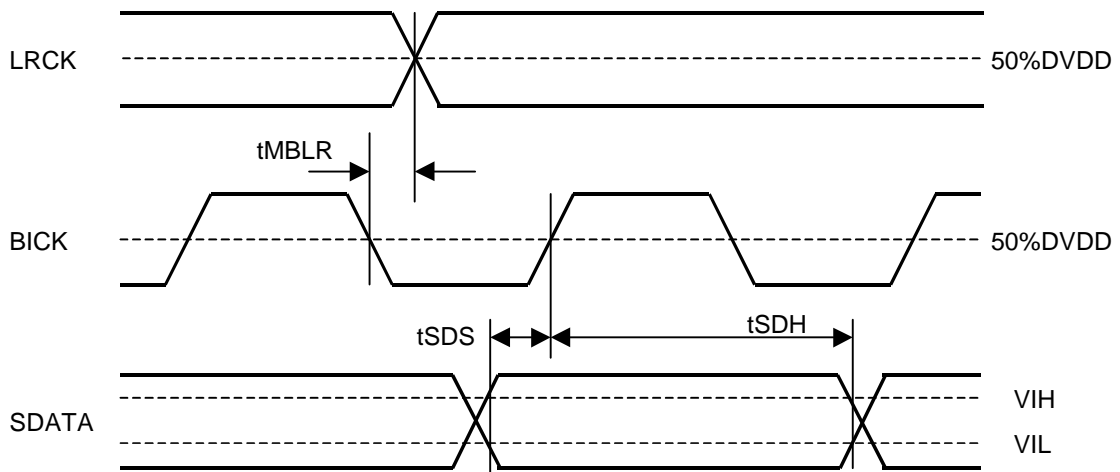 LRCK
50%DVDD
tMBLR
BICK
50%DVDD
tSDS
tSDH
VIH
SDATA
VIL